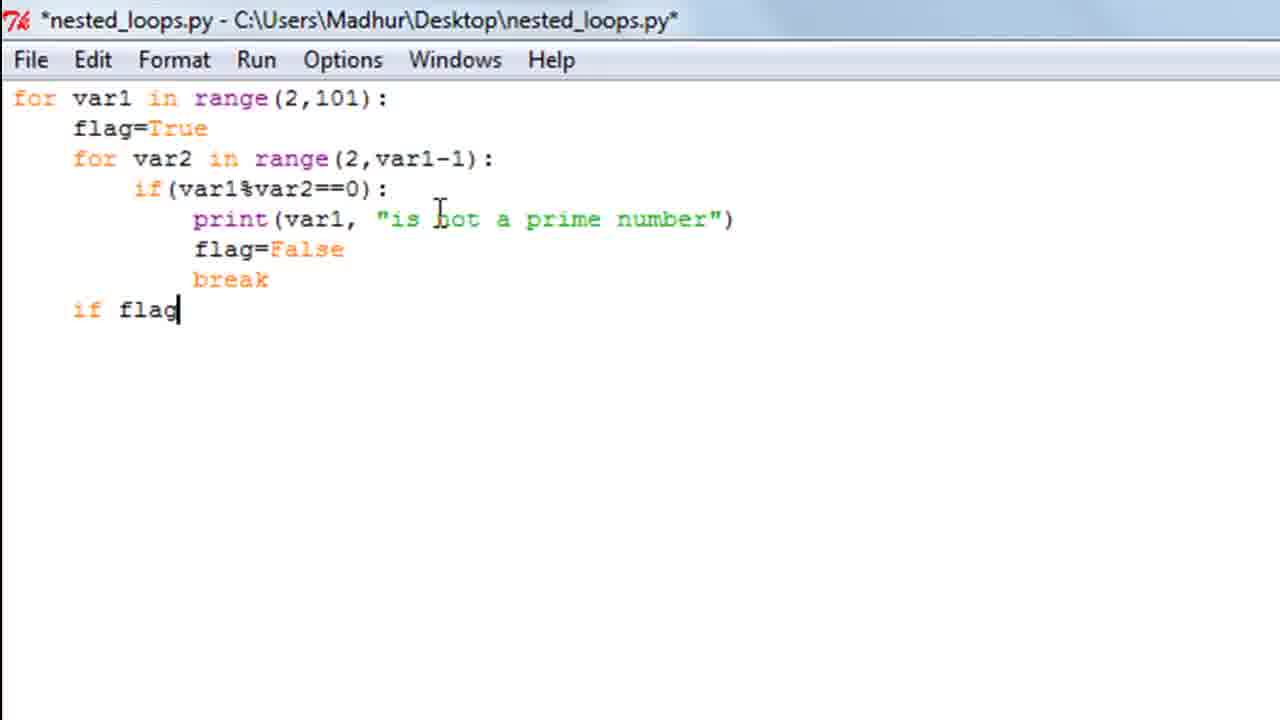 *nested_loops.py - C:\Users\Madhur\Desktop\nested_loops.py*
File Edit Format Run Options Windows Help
for var1 in range(2,101):
    flag=True
    for var2 in range(2,var1-1):
        if(var1%var2==0):
            print(var1, "is not a prime number")
            flag=False
            break
    if flag